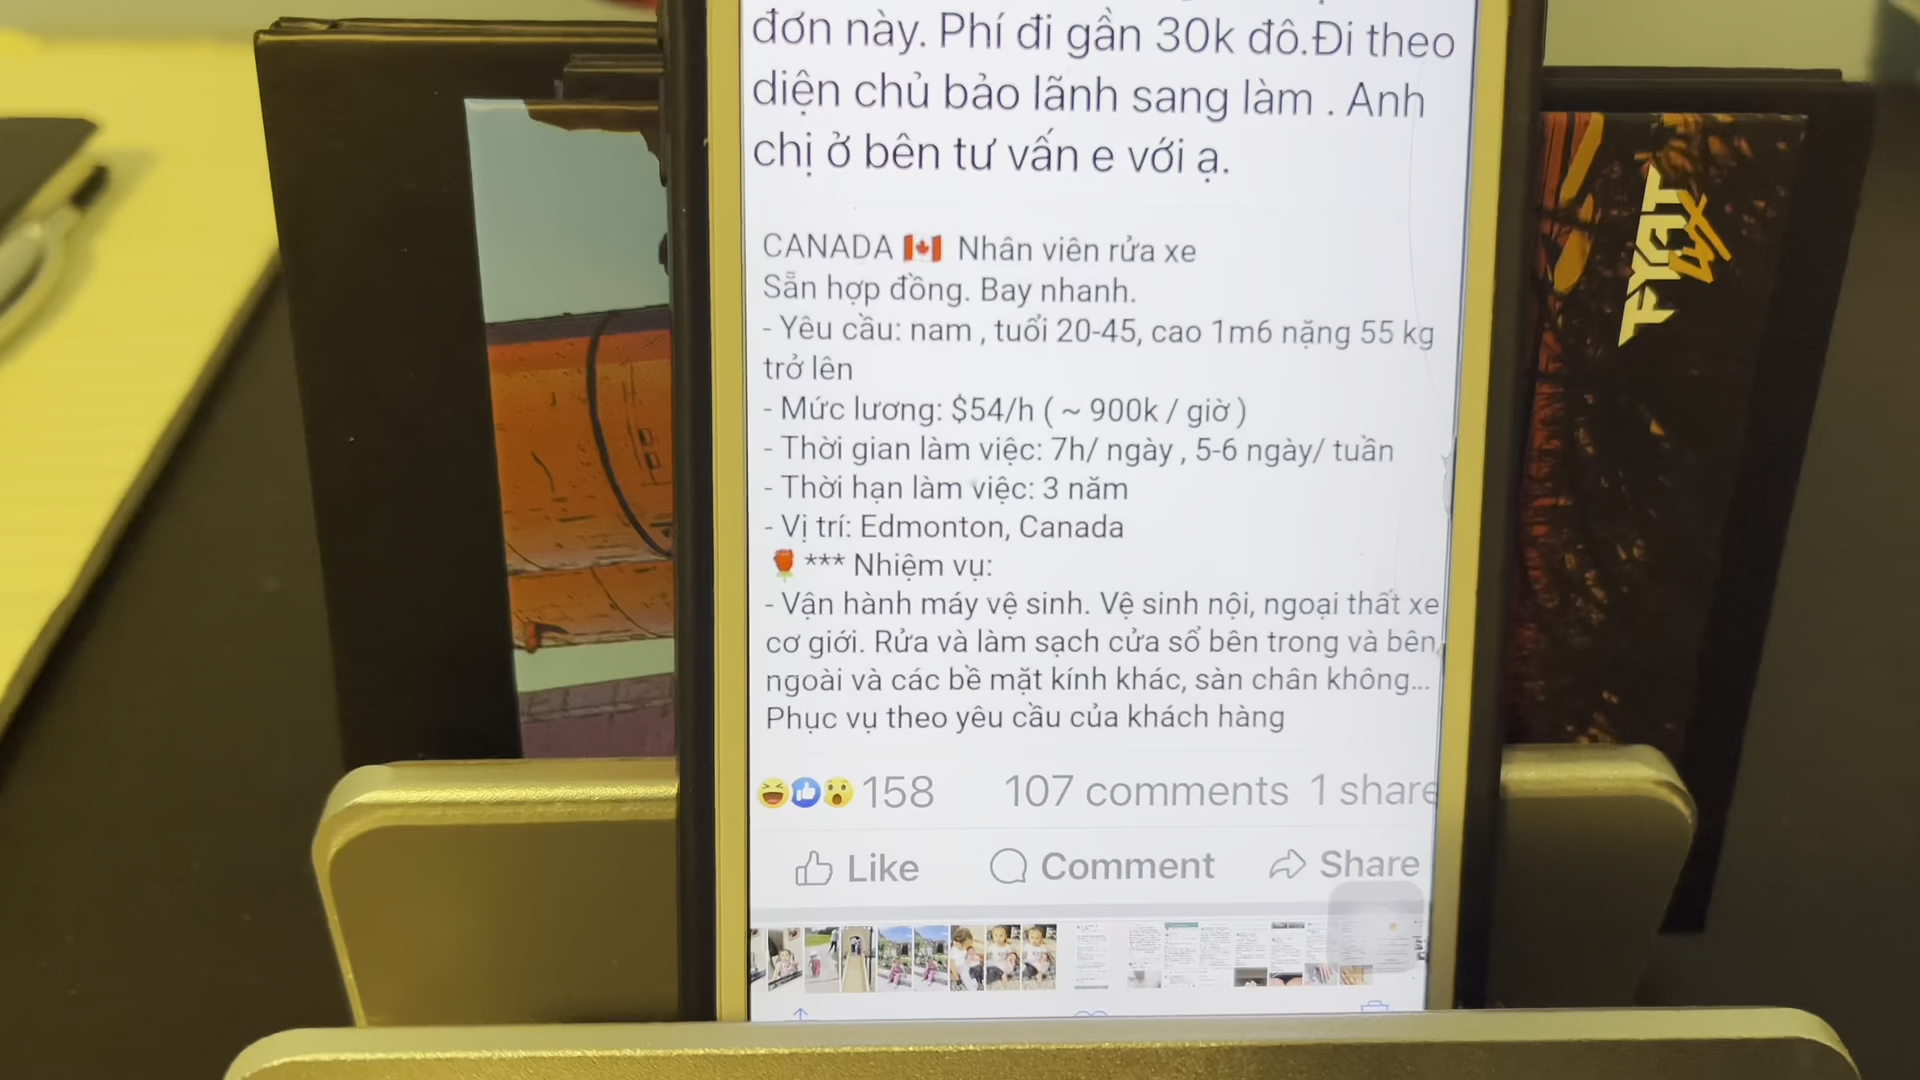 đơn này. Phí đi gần 30k đô.Đi theo
diện chủ bảo lãnh sang làm . Anh
chị ở bên tư vấn e với ạ.
CANADA 🇨🇦 Nhân viên rửa xe
Sẵn hợp đồng. Bay nhanh.
- Yêu cầu: nam , tuổi 20-45, cao 1m6 nặng 55 kg
trở lên
- Mức lương: $54/h ( ~ 900k / giờ )
- Thời gian làm việc: 7h/ ngày , 5-6 ngày/ tuần
- Thời hạn làm việc: 3 năm
- Vị trí: Edmonton, Canada
🌹 *** Nhiệm vụ:
- Vận hành máy vệ sinh. Vệ sinh nội, ngoại thất xe
cơ giới. Rửa và làm sạch cửa sổ bên trong và bên
ngoài và các bề mặt kính khác, sàn chân không...
Phục vụ theo yêu cầu của khách hàng
158 107 comments 1 share
Like Comment Share